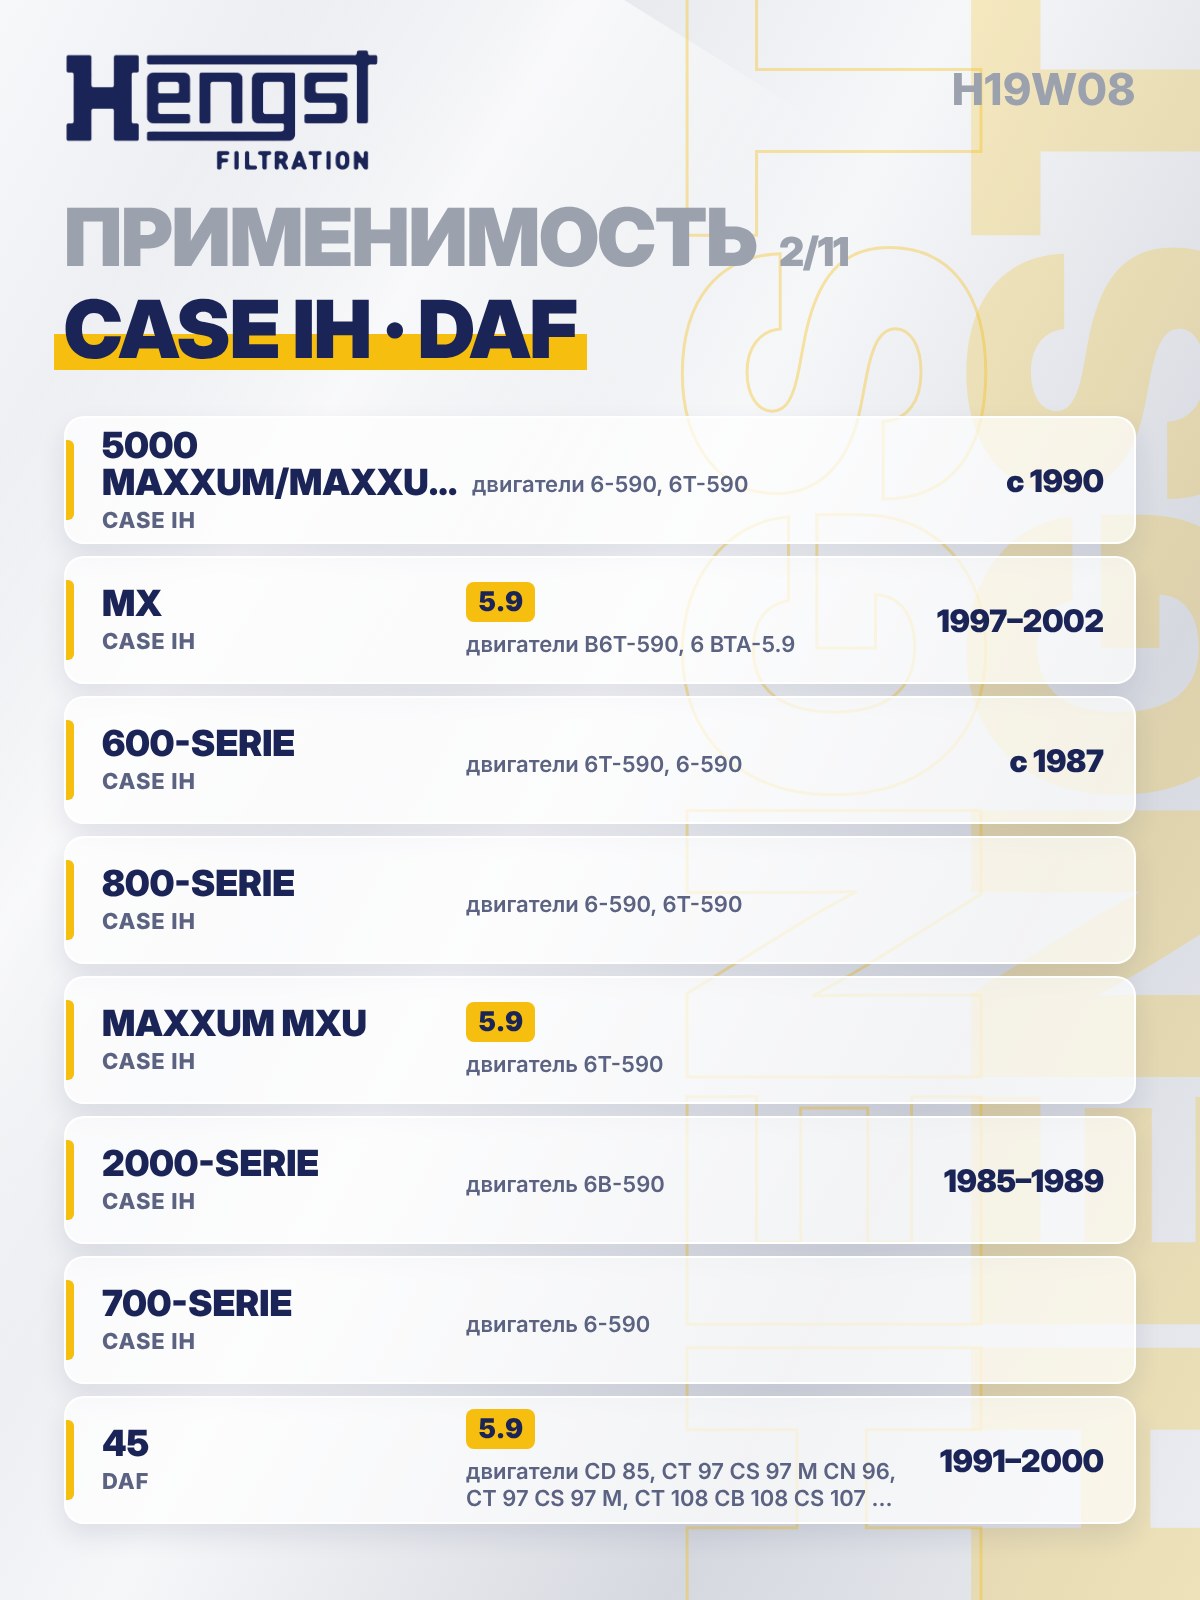 Hengst
FILTRATION
H19W08
ПРИМЕНИМОСТЬ 2/11
CASE IH · DAF
5000
MAXXUM/MAXXU...
CASE IH
двигатели 6-590, 6T-590
с 1990
MX
CASE IH
5.9
двигатели B6T-590, 6 BTA-5.9
1997–2002
600-SERIE
CASE IH
двигатели 6T-590, 6-590
с 1987
800-SERIE
CASE IH
двигатели 6-590, 6T-590
MAXXUM MXU
CASE IH
5.9
двигатель 6T-590
2000-SERIE
CASE IH
двигатель 6B-590
1985–1989
700-SERIE
CASE IH
двигатель 6-590
45
DAF
5.9
двигатели CD 85, CT 97 CS 97 M CN 96,
CT 97 CS 97 M, CT 108 CB 108 CS 107 ...
1991–2000
HENGST
HENGST